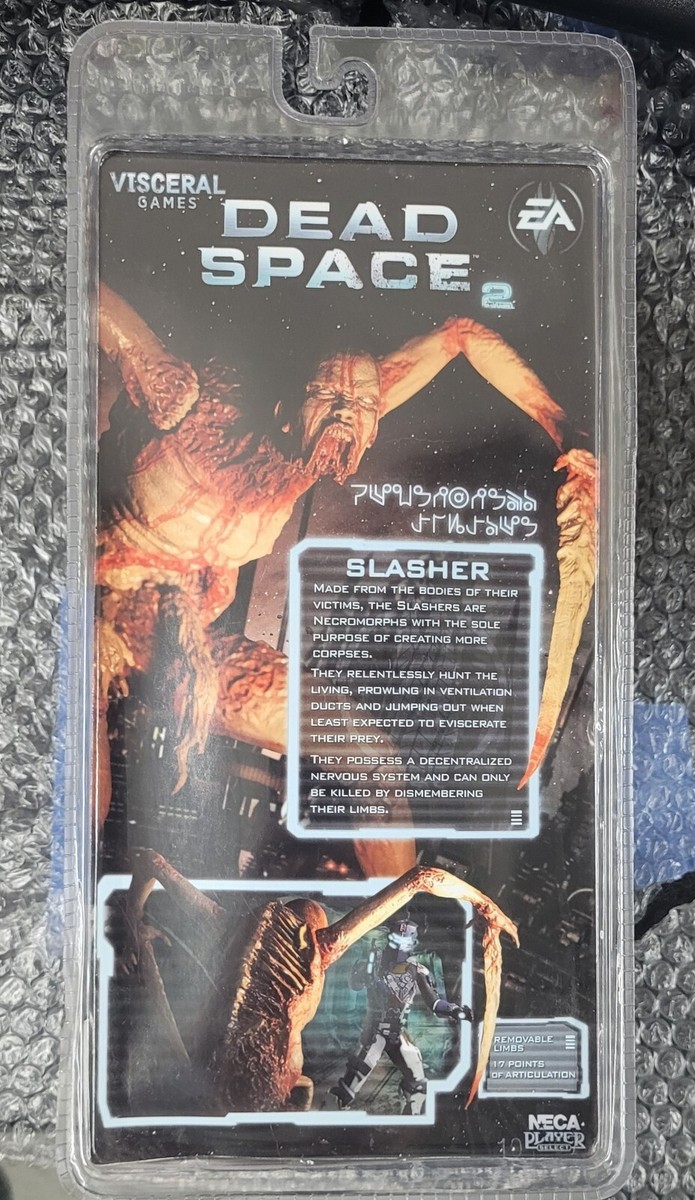 VISCERAL
GAMES
EA
DEAD
SPACE™
2
SLASHER
MADE FROM THE BODIES OF THEIR
VICTIMS, THE SLASHERS ARE
NECROMORPHS WITH THE SOLE
PURPOSE OF CREATING MORE
CORPSES.
THEY RELENTLESSLY HUNT THE
LIVING, PROWLING IN VENTILATION
DUCTS AND JUMPING OUT WHEN
LEAST EXPECTED TO EVISCERATE
THEIR PREY.
THEY POSSESS A DECENTRALIZED
NERVOUS SYSTEM AND CAN ONLY
BE KILLED BY DISMEMBERING
THEIR LIMBS.
REMOVABLE
LIMBS
17 POINTS
OF ARTICULATION
NECA
PLAYER
SELECT